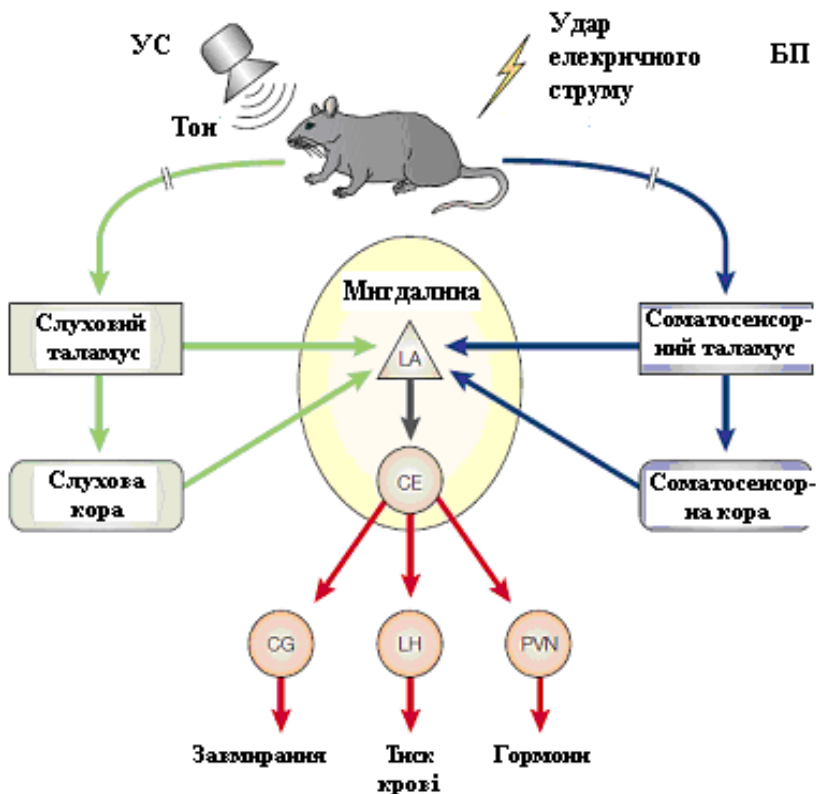 УС
Тон
Удар
елекричного
струму
БП
Мигдалина
Слуховий
таламус
LA
Соматосенсор-
ний таламус
Слухова
кора
CE
Соматосенсор-
на кора
CG
LH
PVN
Завмирання
Тиск
крові
Гормони